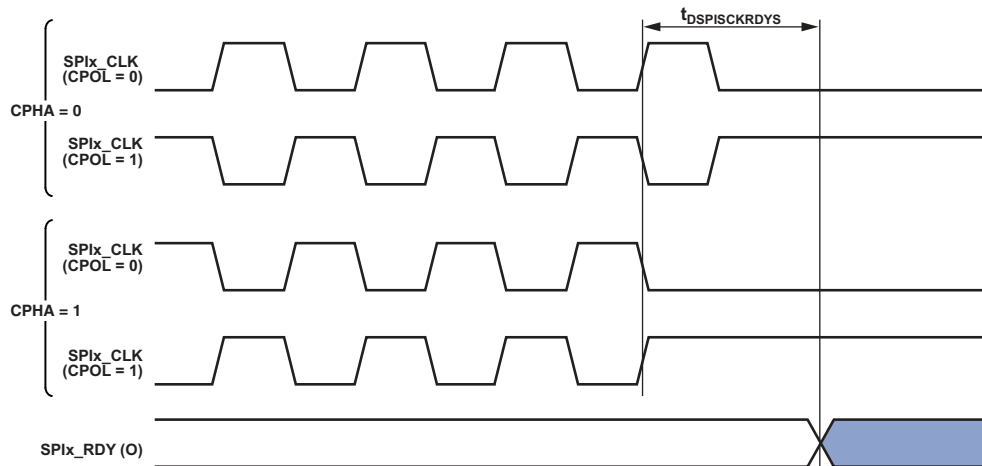 tDSPISCKRDYS
SPIx_CLK
(CPOL = 0)
CPHA = 0
SPIx_CLK
(CPOL = 1)
SPIx_CLK
(CPOL = 0)
CPHA = 1
SPIx_CLK
(CPOL = 1)
SPIx_RDY (O)